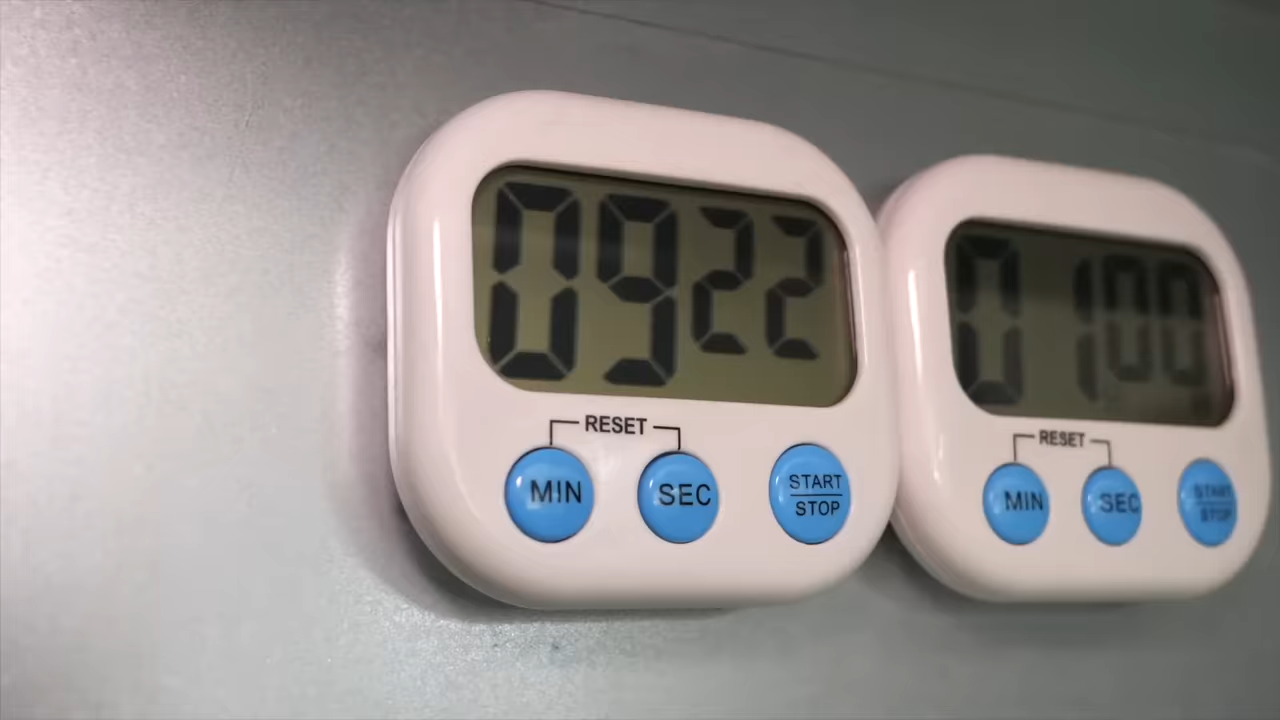 0922
RESET
MIN SEC START
STOP
0100
RESET
MIN SEC START
STOP